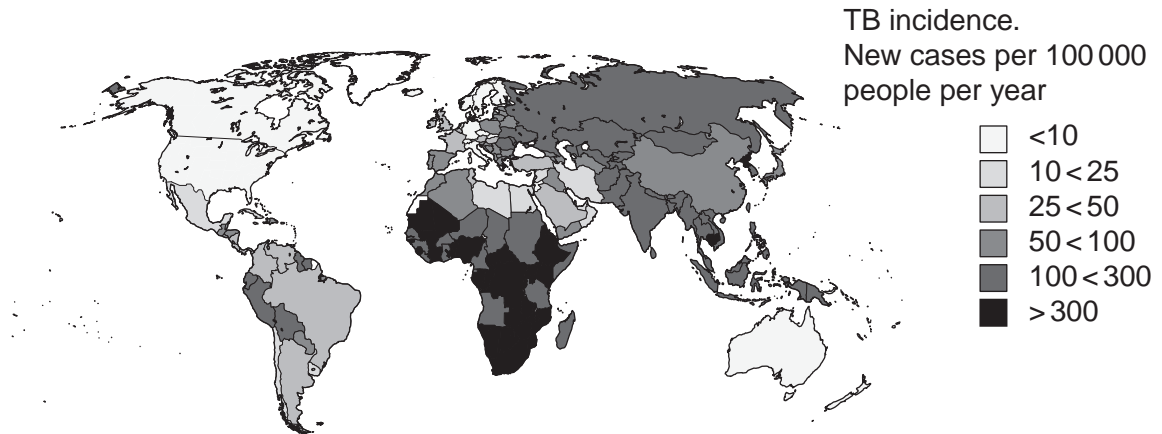 TB incidence.
New cases per 100 000
people per year
<10
10 < 25
25 < 50
50 < 100
100 < 300
> 300